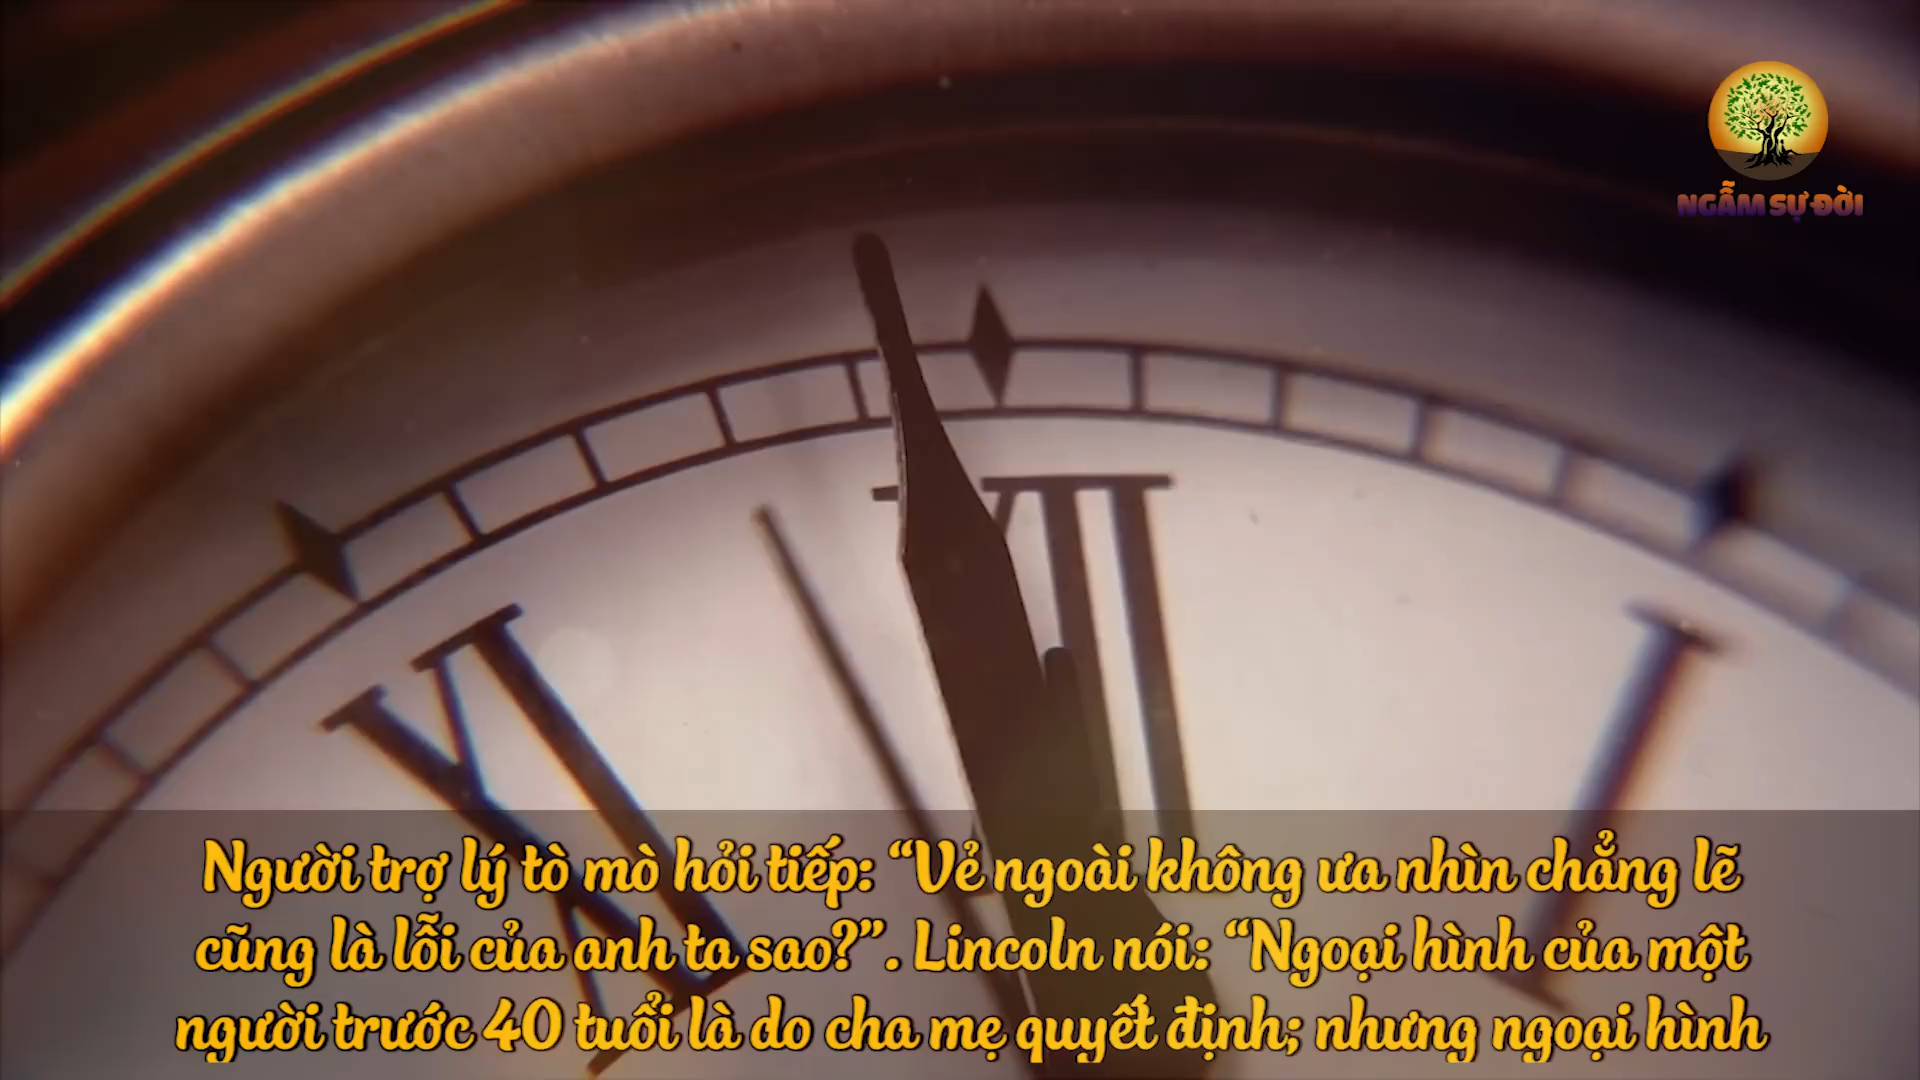 NGẪM SỰ ĐỜI
XI
XII
I
Người trợ lý tò mò hỏi tiếp: “Vẻ ngoài không ưa nhìn chẳng lẽ
cũng là lỗi của anh ta sao?”. Lincoln nói: “Ngoại hình của một
người trước 40 tuổi là do cha mẹ quyết định; nhưng ngoại hình